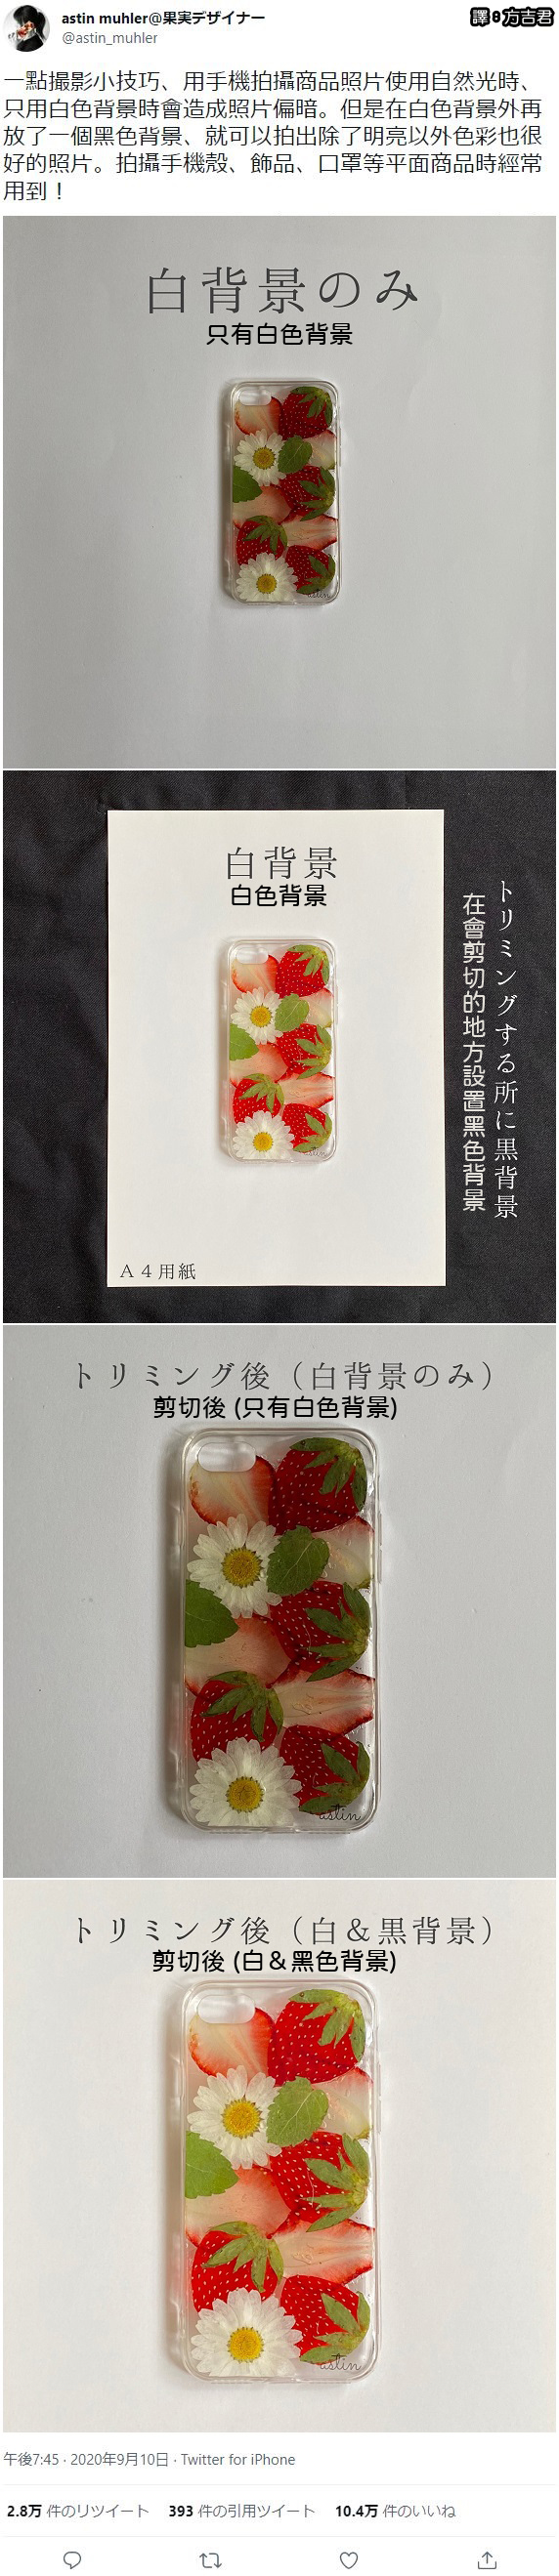 astin muhler@果実デザイナー
譯：方吉君
@astin_muhler
一點撮影小技巧、用手機拍攝商品照片使用自然光時、
只用白色背景時會造成照片偏暗。但是在白色背景外再
放了一個黑色背景、就可以拍出除了明亮以外色彩也很
好的照片。拍攝手機殼、飾品、口罩等平面商品時經常
用到！
白背景のみ
只有白色背景
astin
白背景
白色背景
トリミングする所に黒背景
在會剪切的地方設置黑色背景
astin
A４用紙
トリミング後（白背景のみ）
剪切後 (只有白色背景)
astin
トリミング後（白＆黒背景）
剪切後 (白＆黑色背景)
astin
午後7:45 · 2020年9月10日 · Twitter for iPhone
2.8万 件のリツイート 393 件の引用ツイート 10.4万 件のいいね